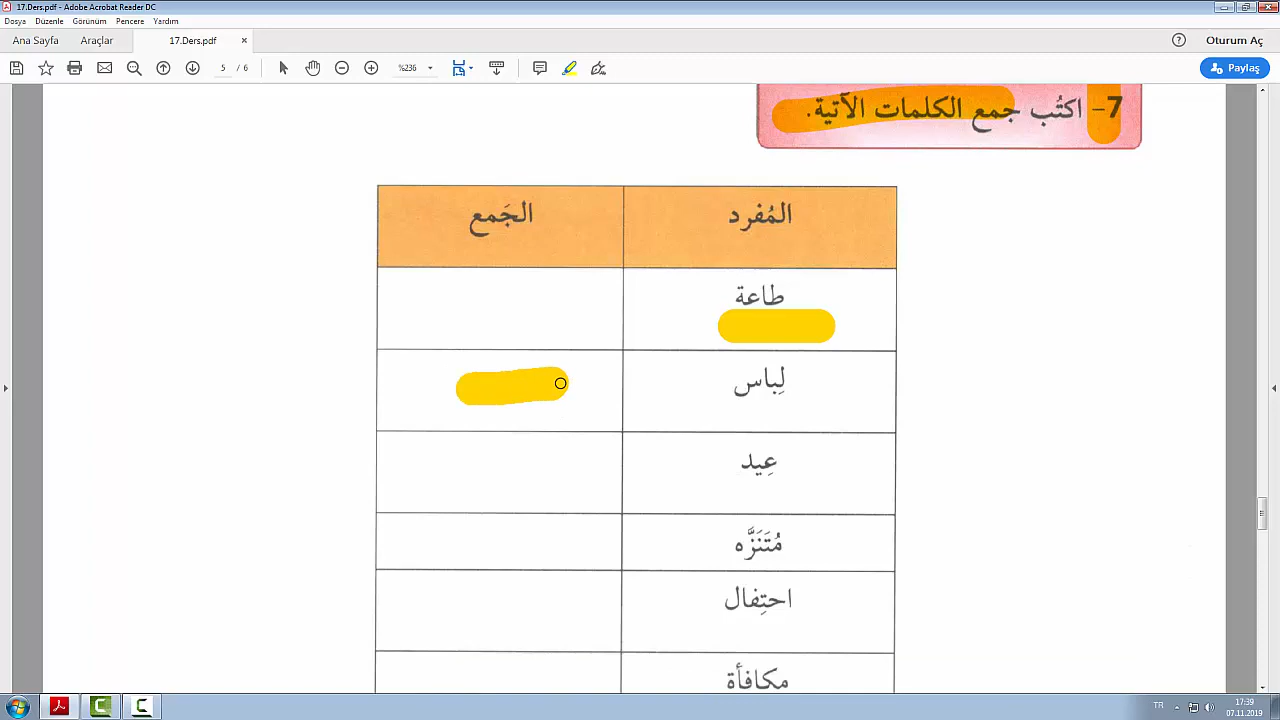 17.Ders.pdf - Adobe Acrobat Reader DC
Dosya Düzenle Görünüm Pencere Yardım
Ana Sayfa Araçlar 17.Ders.pdf × Oturum Aç
5 / 6 %236 Paylaş
7- اكتُب جمع الكلمات الآتية.
المُفرد الجَمع
طاعة
لِباس
عِيد
مُتَنَزَّه
احتِفال
مكافأة
TR 17:39
07.11.2019